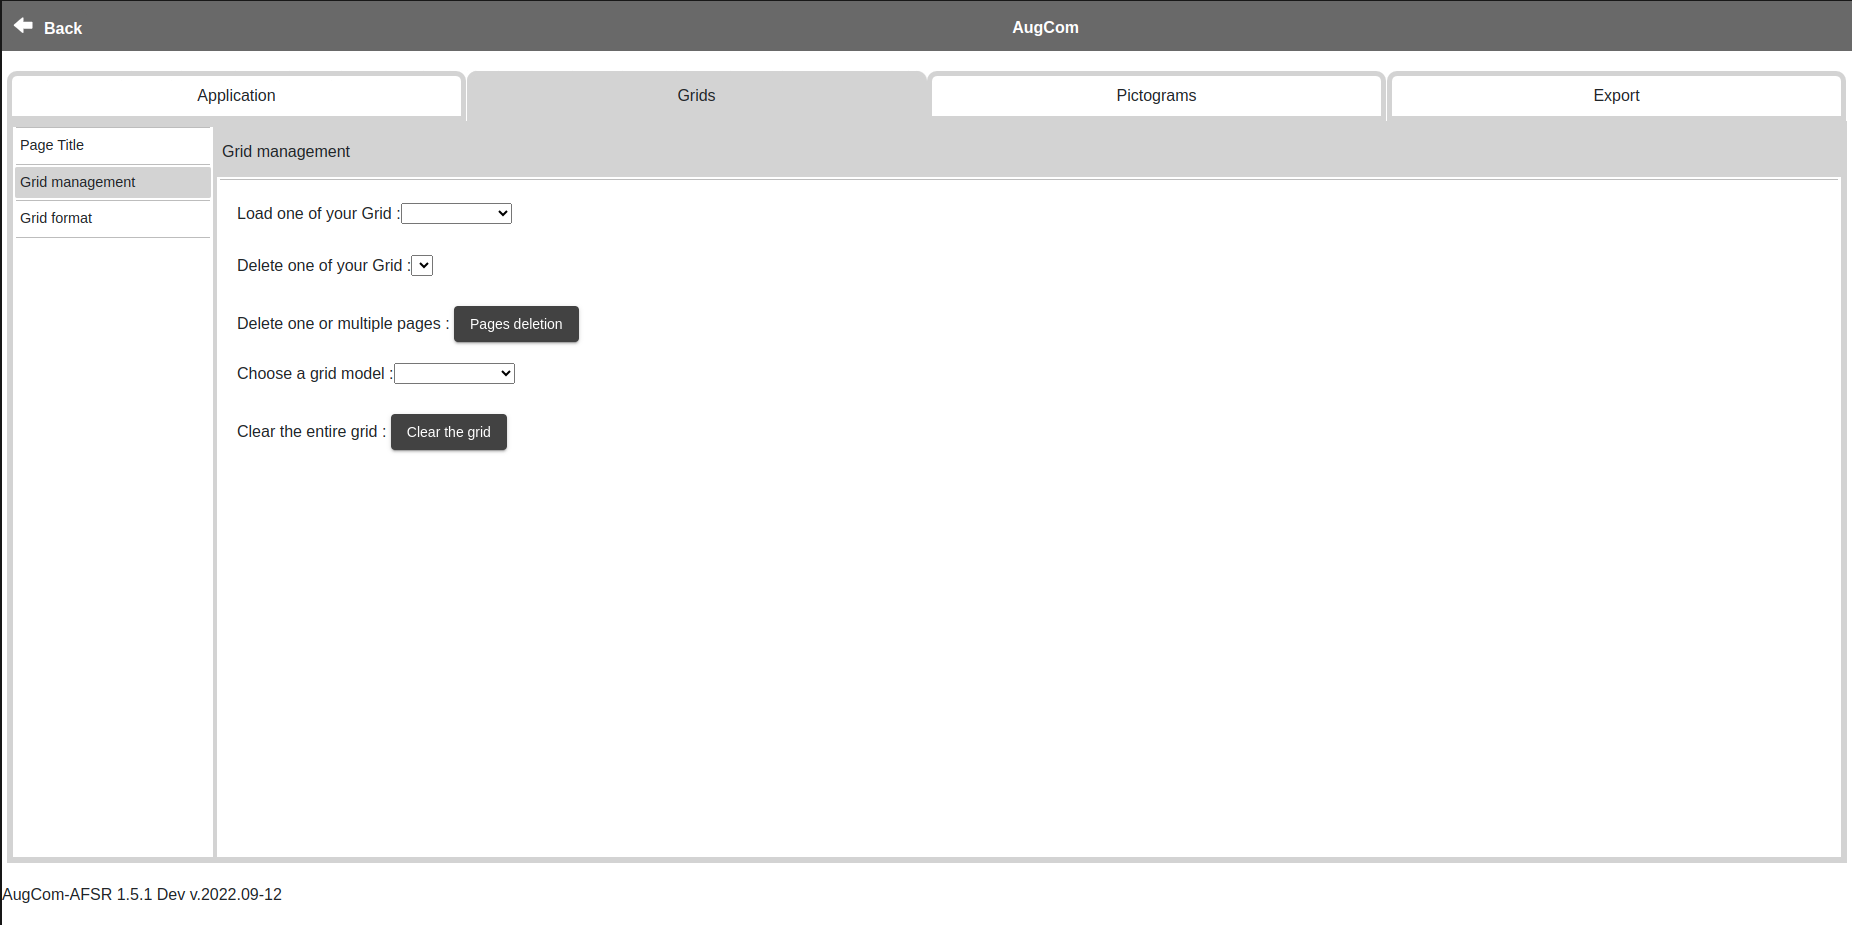 Back
AugCom
Application
Grids
Pictograms
Export
Page Title
Grid management
Grid format
Grid management
Load one of your Grid :
Delete one of your Grid :
Delete one or multiple pages : Pages deletion
Choose a grid model :
Clear the entire grid : Clear the grid
AugCom-AFSR 1.5.1 Dev v.2022.09-12